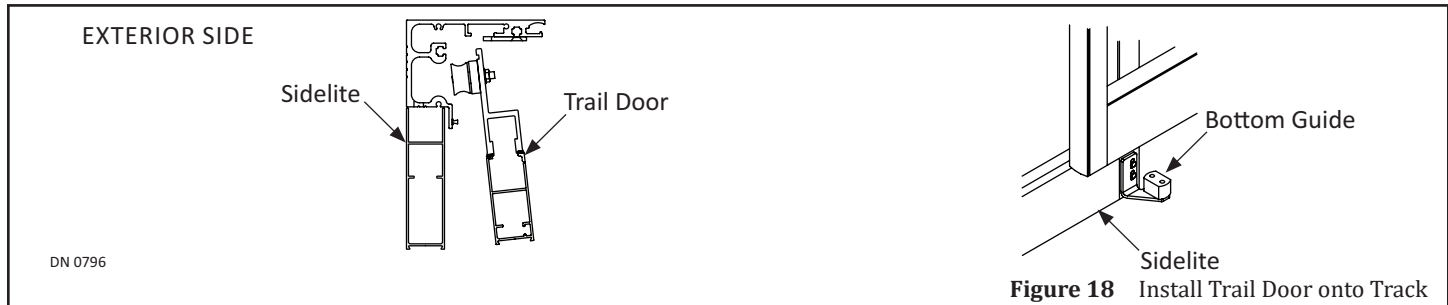 EXTERIOR SIDE
Sidelite
Trail Door
Bottom Guide
Sidelite
DN 0796
Figure 18 Install Trail Door onto Track